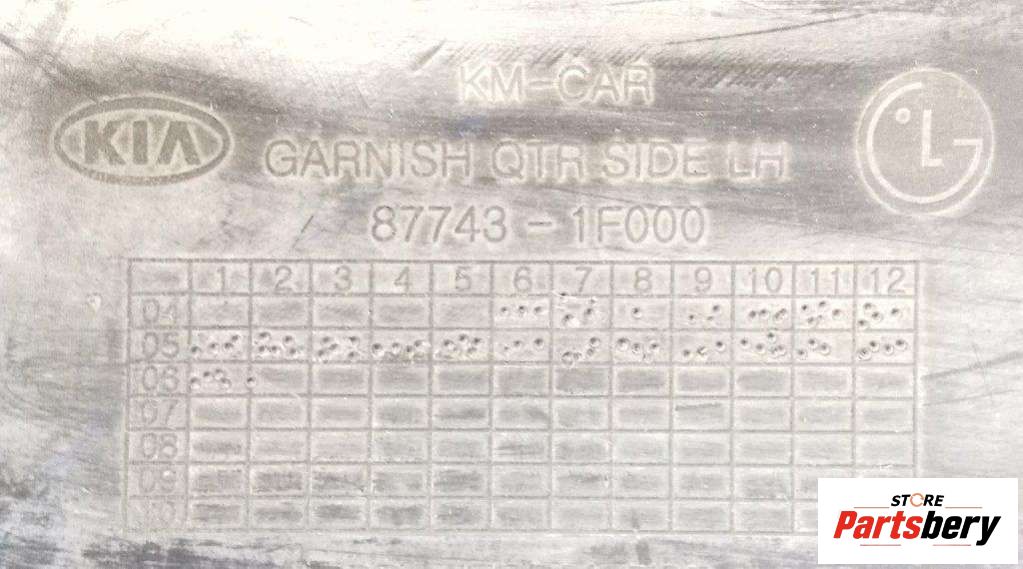 KM-CAR
KIA
GARNISH QTR SIDE LH
LG
87743-1F000
1 2 3 4 5 6 7 8 9 10 11 12
04
05
06
07
08
09
STORE
Partsbery